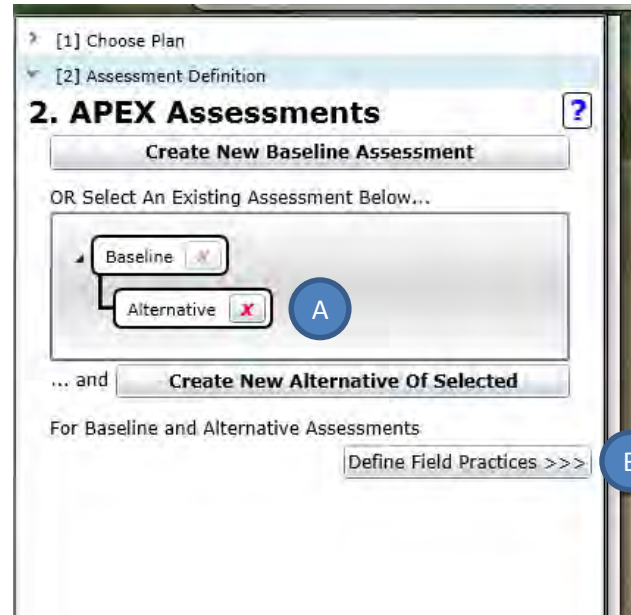 [1] Choose Plan
[2] Assessment Definition
2. APEX Assessments ?
Create New Baseline Assessment
OR Select An Existing Assessment Below...
Baseline x
Alternative x A
... and Create New Alternative Of Selected
For Baseline and Alternative Assessments
Define Field Practices >>>